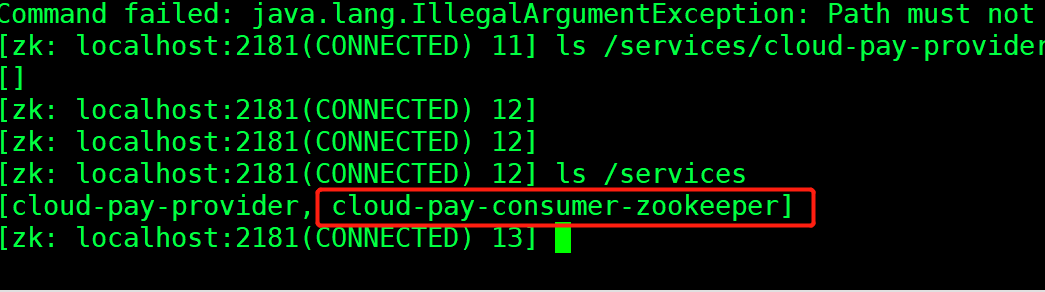 Command failed: java.lang.IllegalArgumentException: Path must not
[zk: localhost:2181(CONNECTED) 11] ls /services/cloud-pay-provider
[]
[zk: localhost:2181(CONNECTED) 12]
[zk: localhost:2181(CONNECTED) 12]
[zk: localhost:2181(CONNECTED) 12] ls /services
[cloud-pay-provider, cloud-pay-consumer-zookeeper]
[zk: localhost:2181(CONNECTED) 13]